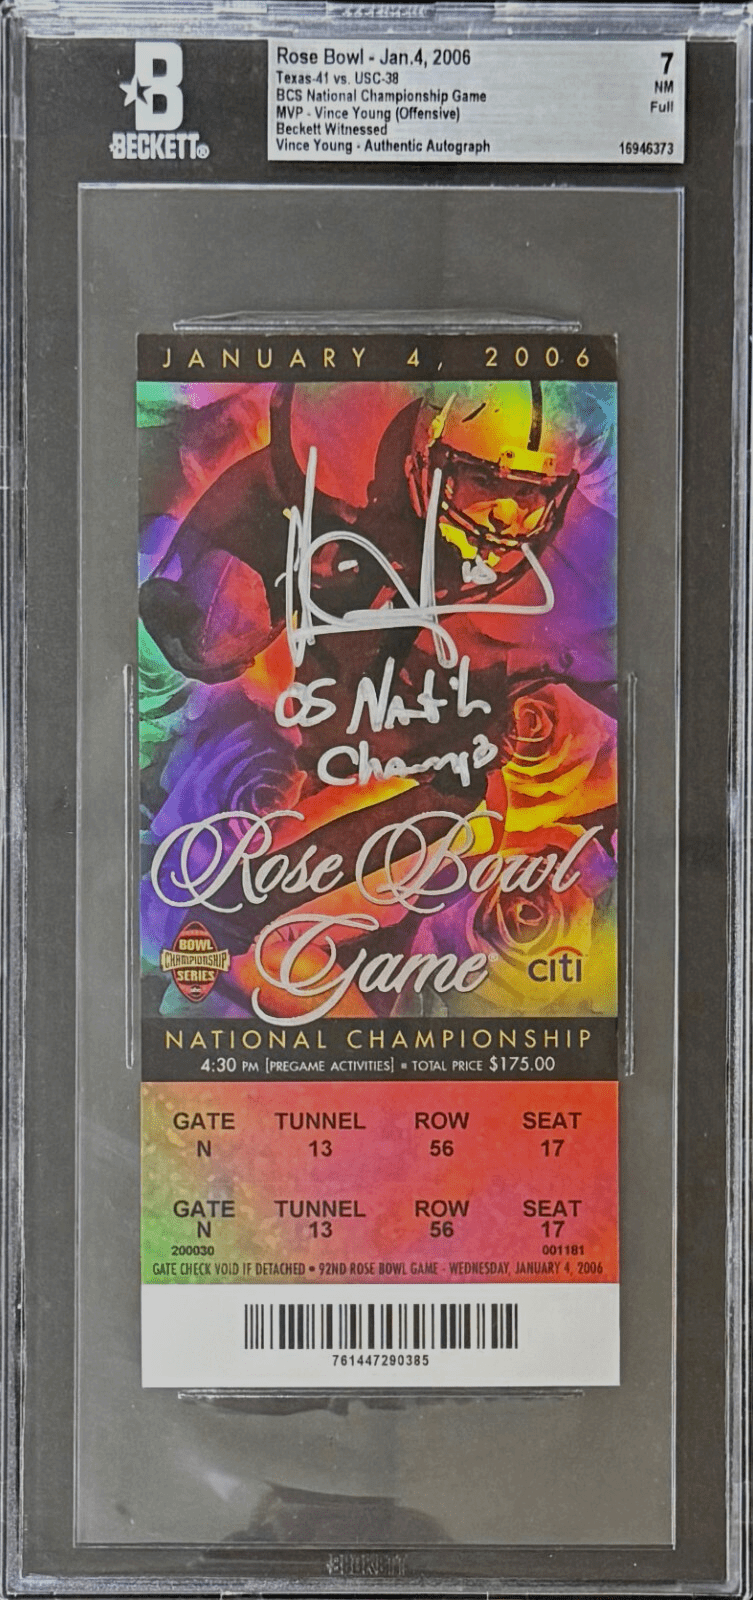 BECKETT®
Rose Bowl - Jan.4, 2006
Texas-41 vs. USC-38
BCS National Championship Game
MVP - Vince Young (Offensive)
Beckett Witnessed
Vince Young - Authentic Autograph
7
NM
Full
16946373
JANUARY 4, 2006
05 Nat'l
Champs
Rose Bowl
Game®
BOWL
CHAMPIONSHIP
SERIES
citi
NATIONAL CHAMPIONSHIP
4:30 PM [PREGAME ACTIVITIES] ▪ TOTAL PRICE $175.00
GATE TUNNEL ROW SEAT
N 13 56 17
GATE TUNNEL ROW SEAT
N 13 56 17
200030 001181
GATE CHECK VOID IF DETACHED • 92ND ROSE BOWL GAME - WEDNESDAY, JANUARY 4, 2006
761447290385
BECKETT